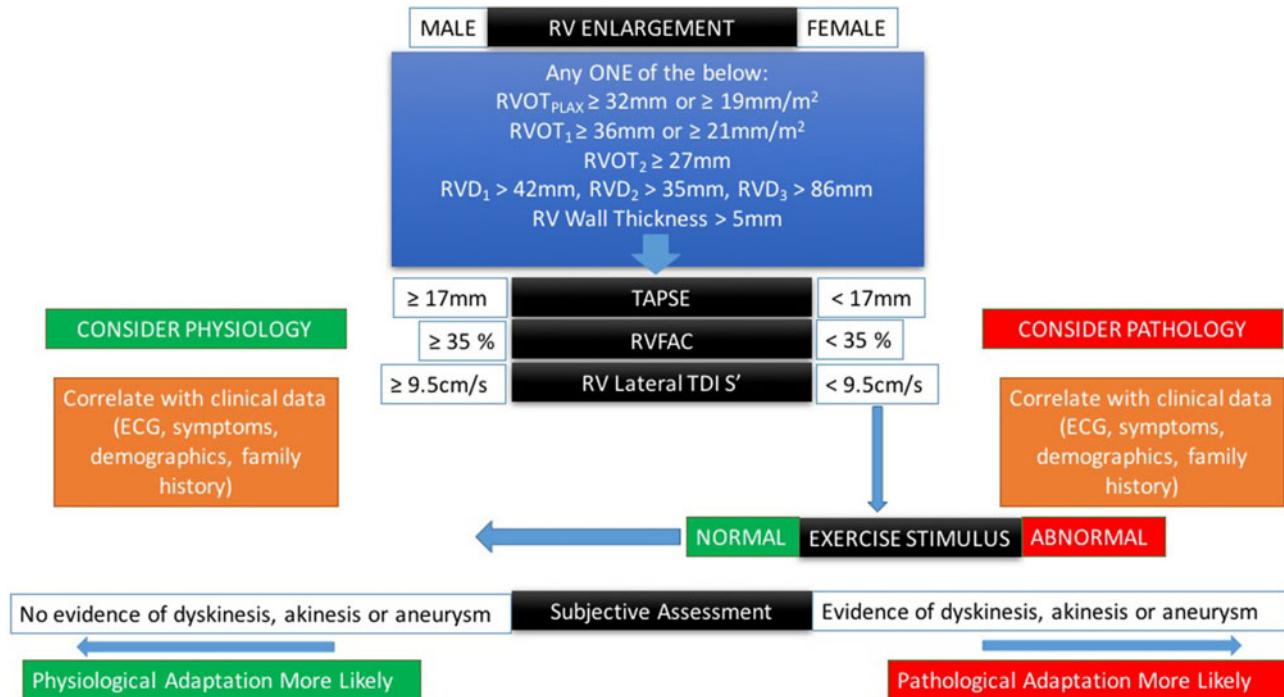 MALE RV ENLARGEMENT FEMALE
Any ONE of the below:
RVOT_PLAX ≥ 32mm or ≥ 19mm/m²
RVOT₁ ≥ 36mm or ≥ 21mm/m²
RVOT₂ ≥ 27mm
RVD₁ > 42mm, RVD₂ > 35mm, RVD₃ > 86mm
RV Wall Thickness > 5mm
≥ 17mm TAPSE < 17mm
CONSIDER PHYSIOLOGY
CONSIDER PATHOLOGY
≥ 35 % RVFAC < 35%
≥ 9.5cm/s RV Lateral TDI S’ < 9.5cm/s
Correlate with clinical data
(ECG, symptoms,
demographics, family
history)
Correlate with clinical data
(ECG, symptoms,
demographics, family
history)
NORMAL EXERCISE STIMULUS ABNORMAL
No evidence of dyskinesis, akinesis or aneurysm Subjective Assessment Evidence of dyskinesis, akinesis or aneurysm
Physiological Adaptation More Likely
Pathological Adaptation More Likely